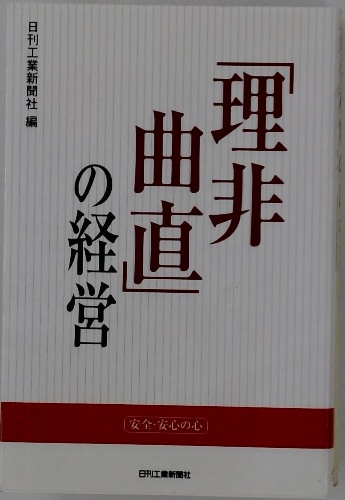 「理非
曲直」
の経営
日刊工業新聞社 編
安全・安心の心
日刊工業新聞社